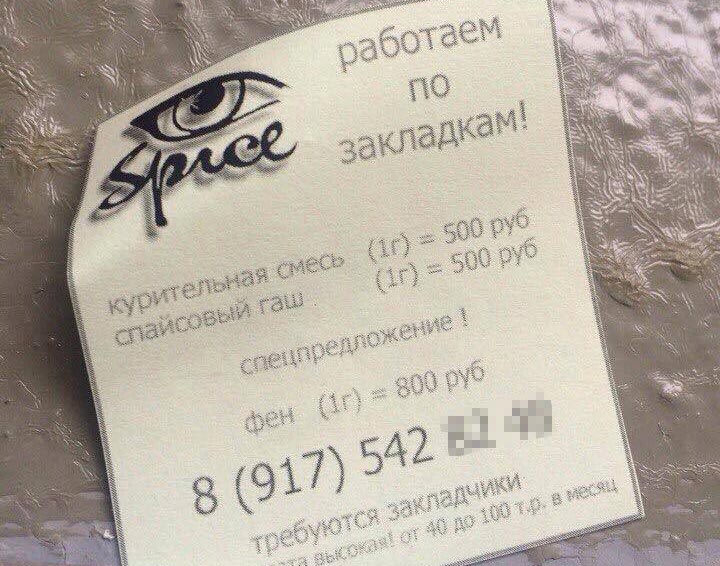 Spice
работаем
по
закладкам!
курительная смесь (1г) = 500 руб
спайсовый гаш . (1г) = 500 руб
спецпредложение !
фен (1г) = 800 руб
8 (917) 542
требуются закладчики
высокая! от 40 до 100 т.р. в месяц